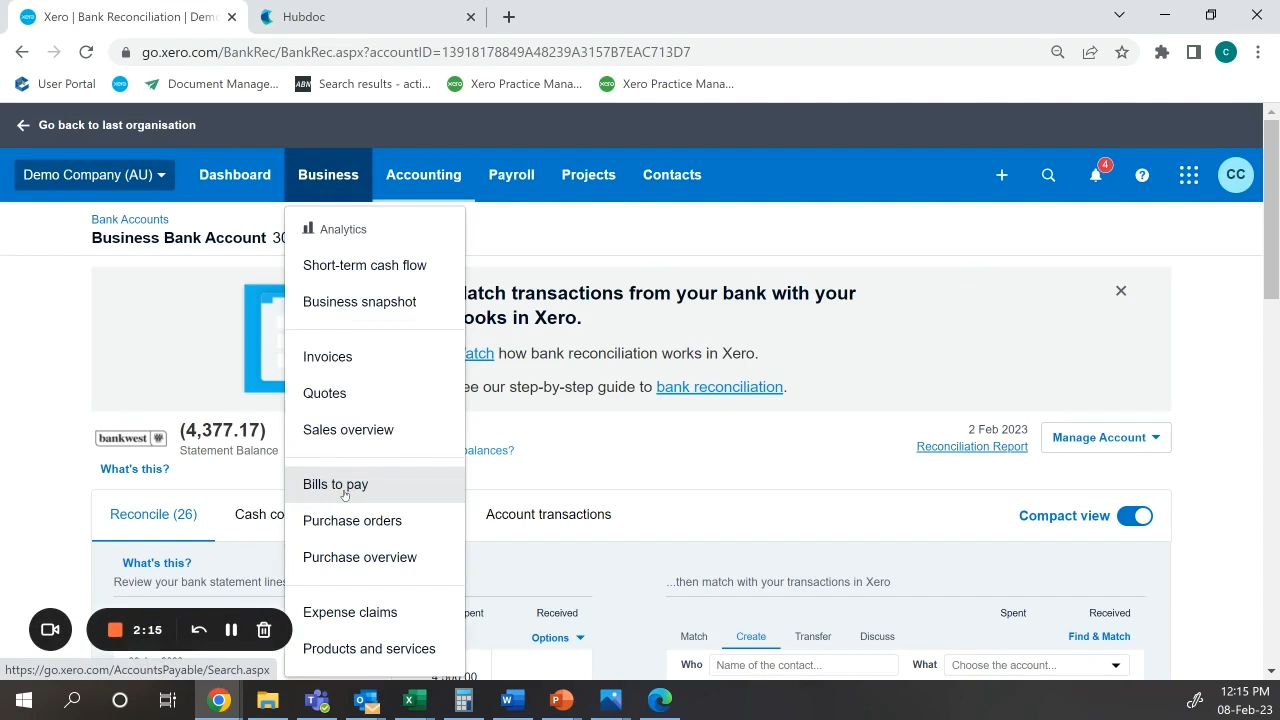 Xero | Bank Reconciliation | Demo
Hubdoc
go.xero.com/BankRec/BankRec.aspx?accountID=13918178849A48239A3157B7EAC713D7
C
User Portal
xero
Document Manage...
ABN Search results - acti...
xero Xero Practice Mana...
xero Xero Practice Mana...
Go back to last organisation
Demo Company (AU)
Dashboard
Business
Accounting
Payroll
Projects
Contacts
4
CC
Bank Accounts
Business Bank Account 30
Analytics
Short-term cash flow
Business snapshot
Invoices
Quotes
Sales overview
Bills to pay
Purchase orders
Purchase overview
Expense claims
Products and services
latch transactions from your bank with your
ooks in Xero.
atch how bank reconciliation works in Xero.
ee our step-by-step guide to bank reconciliation.
bankwest
(4,377.17)
Statement Balance
alances?
What's this?
2 Feb 2023
Reconciliation Report
Manage Account
Reconcile (26)
Cash co
Account transactions
Compact view
What's this?
Review your bank statement lines
...then match with your transactions in Xero
pent
Received
Spent
Received
Options
Match
Create
Transfer
Discuss
Find & Match
Who
Name of the contact...
What
Choose the account...
2:15
https://go.xero.com/AccountsPayable/Search.aspx
12:15 PM
08-Feb-23